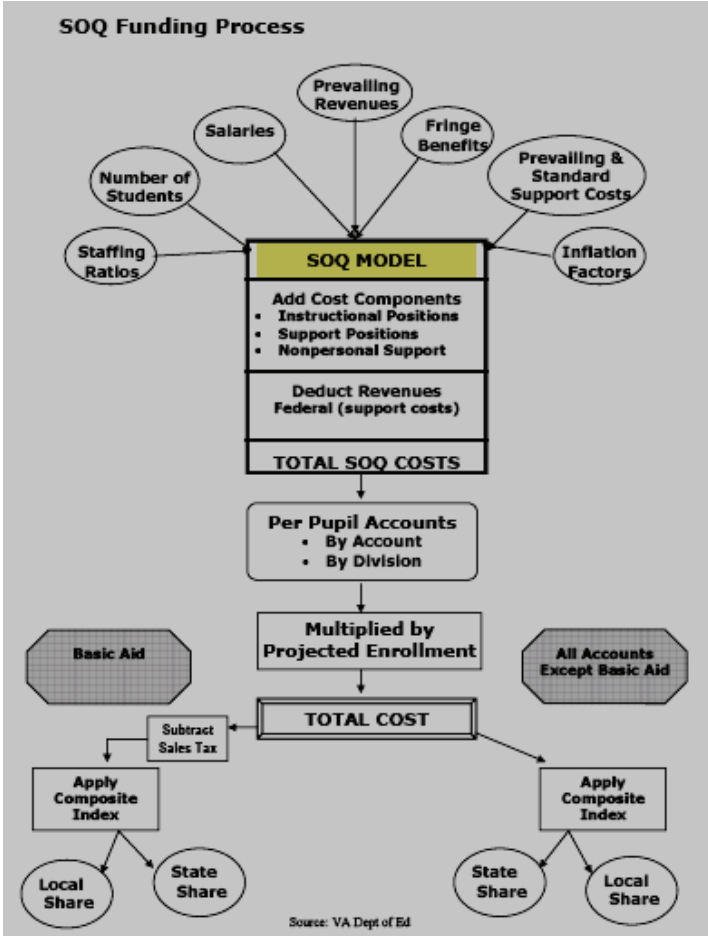 SOQ Funding Process
Prevailing
Revenues
Salaries
Fringe
Benefits
Number of
Students
Prevailing &
Standard
Support Costs
Staffing
Ratios
Inflation
Factors
SOQ MODEL
Add Cost Components
• Instructional Positions
• Support Positions
• Nonpersonal Support
Deduct Revenues
Federal (support costs)
TOTAL SOQ COSTS
Per Pupil Accounts
• By Account
• By Division
Multiplied by
Projected Enrollment
Basic Aid
All Accounts
Except Basic Aid
TOTAL COST
Subtract
Sales Tax
Apply
Composite
Index
Apply
Composite
Index
Local
Share
State
Share
State
Share
Local
Share
Source: VA Dept of Ed